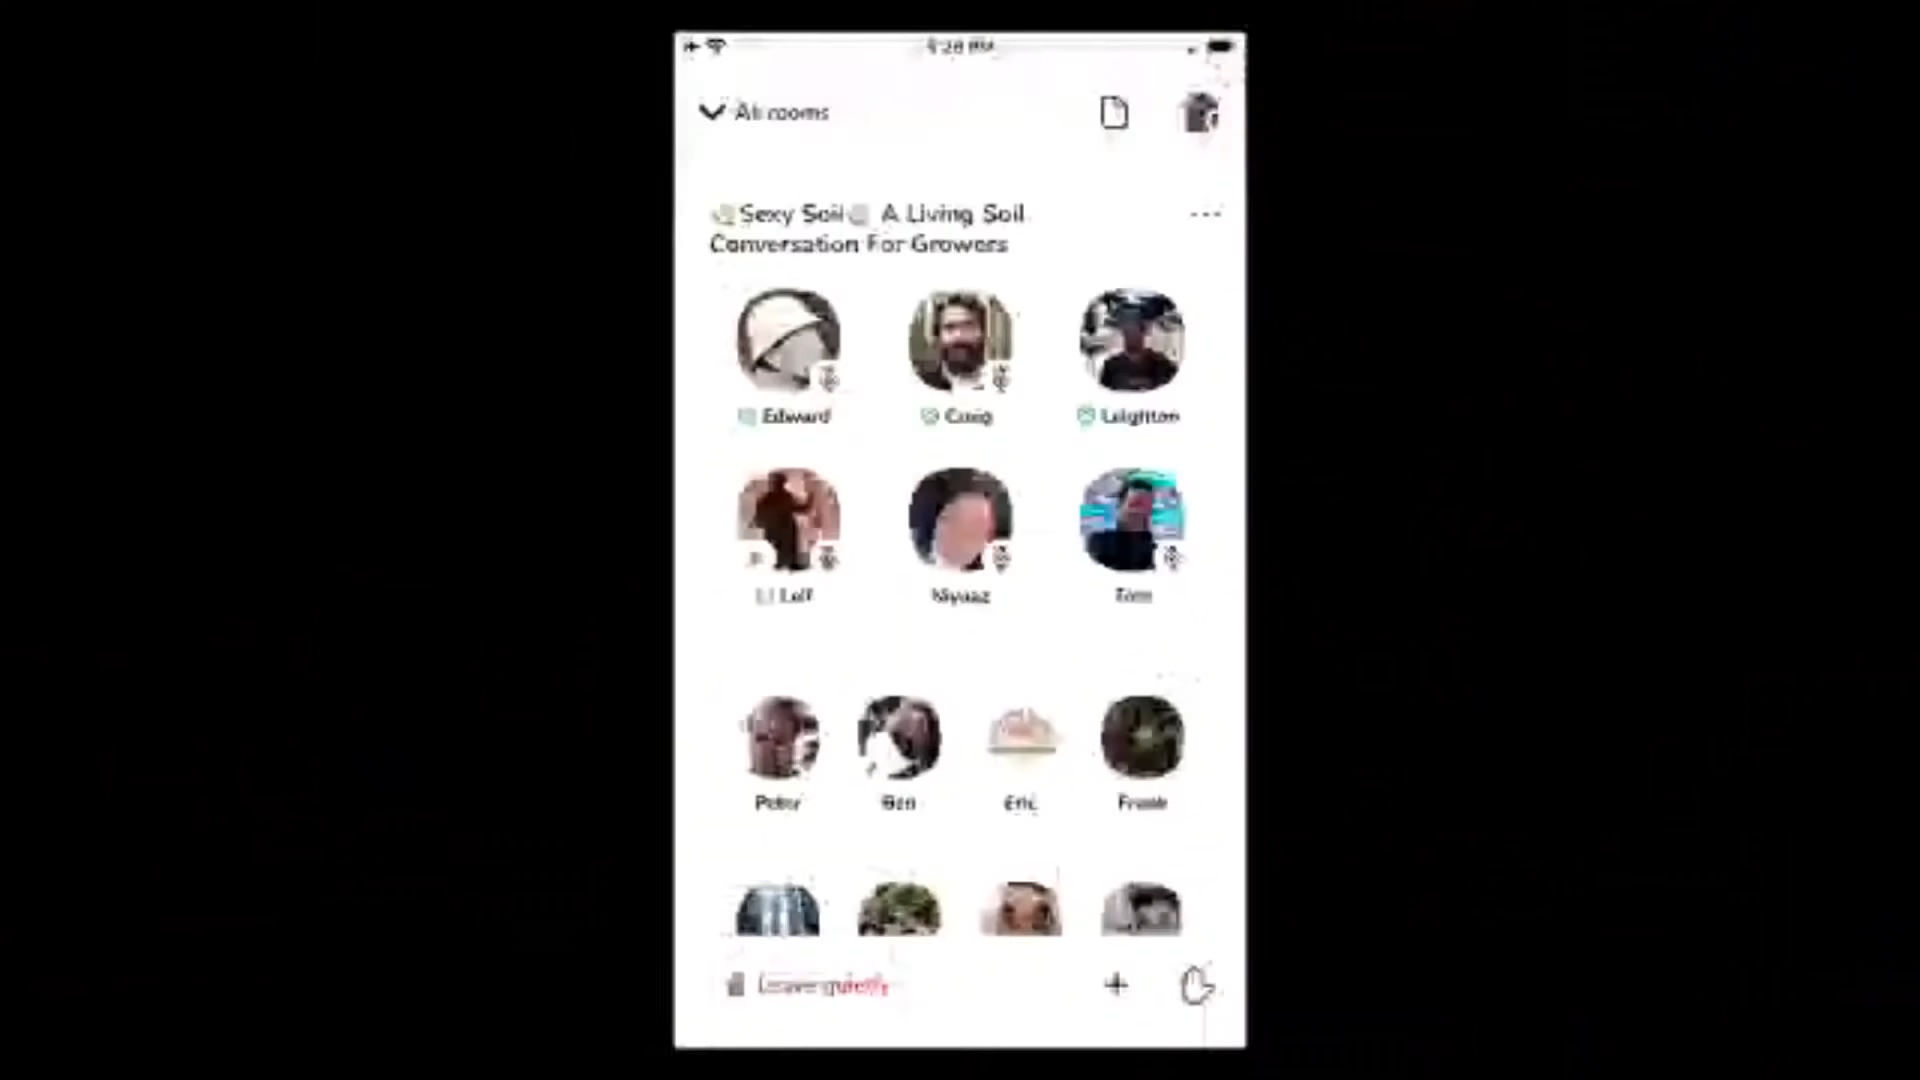 All rooms
Sexy Soil A Living Soil
Conversation For Growers
Edward Craig Leighton
Leif Tom
Peter Ben Eric Frank
Leave quietly